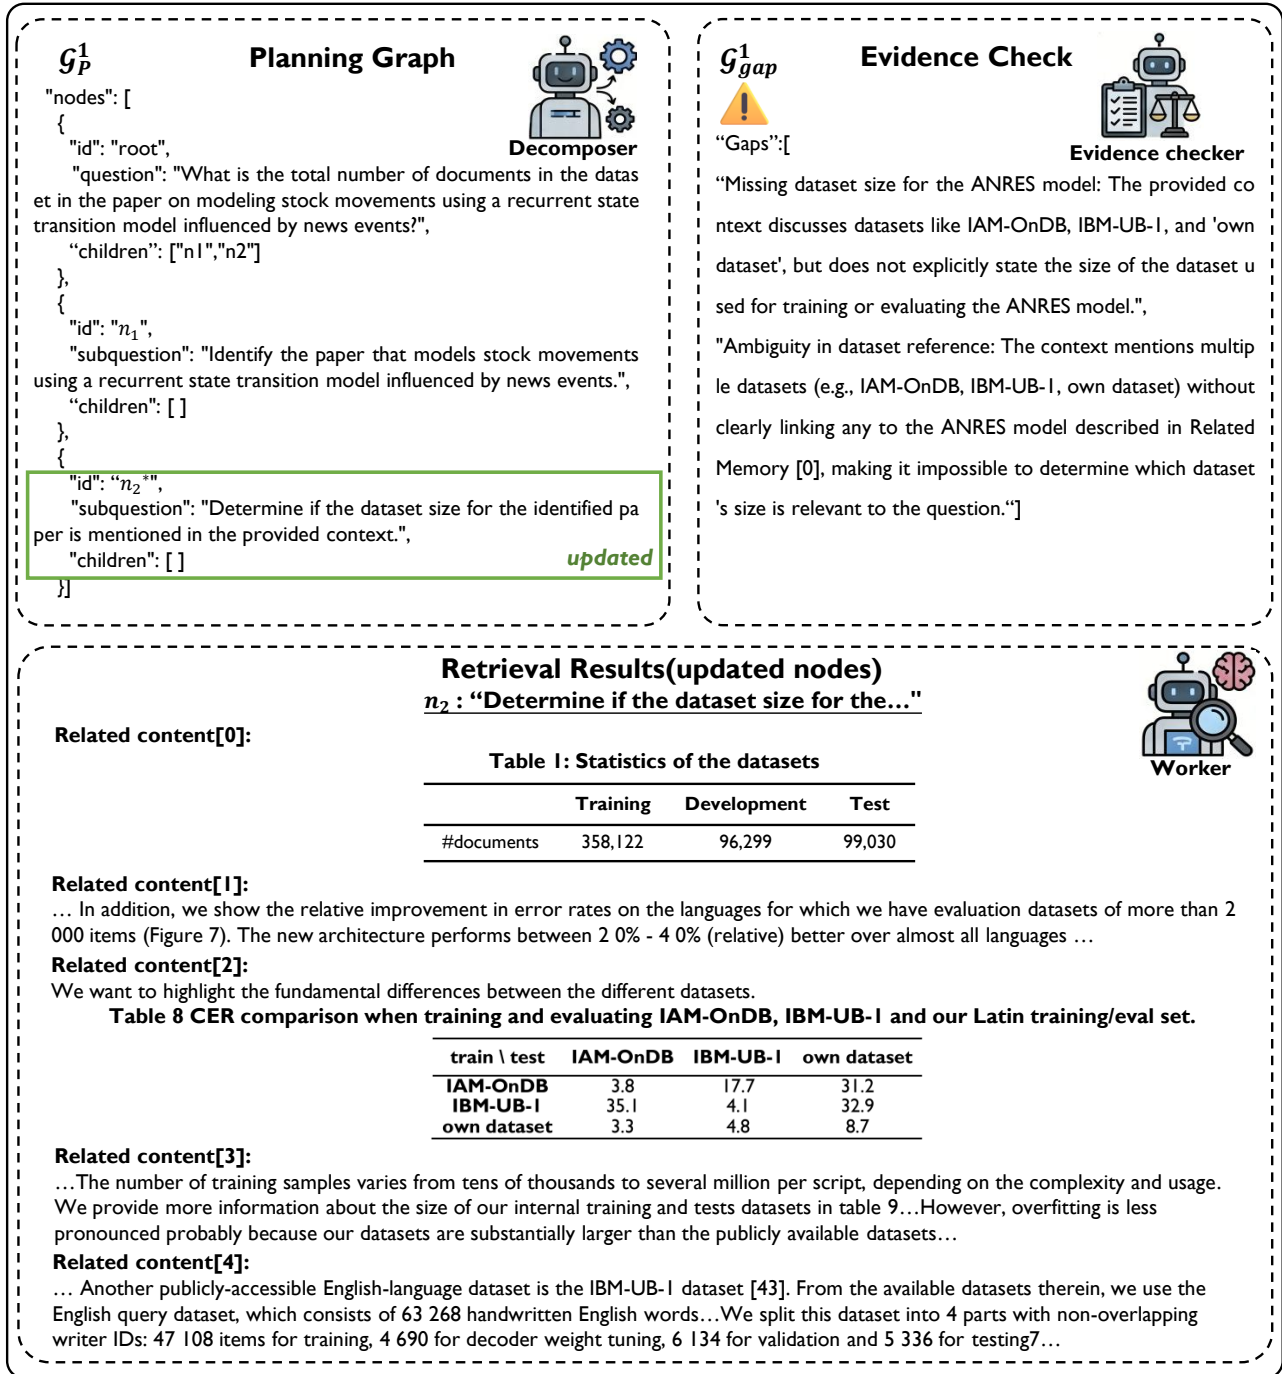 𝒢_P^1 Planning Graph
Decomposer
"nodes": [
{
"id": "root",
"question": "What is the total number of documents in the datas
et in the paper on modeling stock movements using a recurrent state
transition model influenced by news events?",
“children”: ["n1","n2"]
},
{
"id": "n₁",
"subquestion": "Identify the paper that models stock movements
using a recurrent state transition model influenced by news events.",
“children": [ ]
},
{
"id": “n₂*",
"subquestion": "Determine if the dataset size for the identified pa
per is mentioned in the provided context.",
"children": [ ]
updated
}]
𝒢_gap^1 Evidence Check
Evidence checker
“Gaps”:[
“Missing dataset size for the ANRES model: The provided co
ntext discusses datasets like IAM-OnDB, IBM-UB-1, and 'own
dataset', but does not explicitly state the size of the dataset u
sed for training or evaluating the ANRES model.",
"Ambiguity in dataset reference: The context mentions multip
le datasets (e.g., IAM-OnDB, IBM-UB-1, own dataset) without
clearly linking any to the ANRES model described in Related
Memory [0], making it impossible to determine which dataset
's size is relevant to the question.“]
Retrieval Results(updated nodes)
n₂ : “Determine if the dataset size for the..."
Worker
Related content[0]:
Table 1: Statistics of the datasets
Training Development Test
#documents 358,122 96,299 99,030
Related content[1]:
… In addition, we show the relative improvement in error rates on the languages for which we have evaluation datasets of more than 2
000 items (Figure 7). The new architecture performs between 2 0% - 4 0% (relative) better over almost all languages …
Related content[2]:
We want to highlight the fundamental differences between the different datasets.
Table 8 CER comparison when training and evaluating IAM-OnDB, IBM-UB-1 and our Latin training/eval set.
train \ test IAM-OnDB IBM-UB-1 own dataset
IAM-OnDB 3.8 17.7 31.2
IBM-UB-1 35.1 4.1 32.9
own dataset 3.3 4.8 8.7
Related content[3]:
…The number of training samples varies from tens of thousands to several million per script, depending on the complexity and usage.
We provide more information about the size of our internal training and tests datasets in table 9…However, overfitting is less
pronounced probably because our datasets are substantially larger than the publicly available datasets…
Related content[4]:
… Another publicly-accessible English-language dataset is the IBM-UB-1 dataset [43]. From the available datasets therein, we use the
English query dataset, which consists of 63 268 handwritten English words…We split this dataset into 4 parts with non-overlapping
writer IDs: 47 108 items for training, 4 690 for decoder weight tuning, 6 134 for validation and 5 336 for testing7…